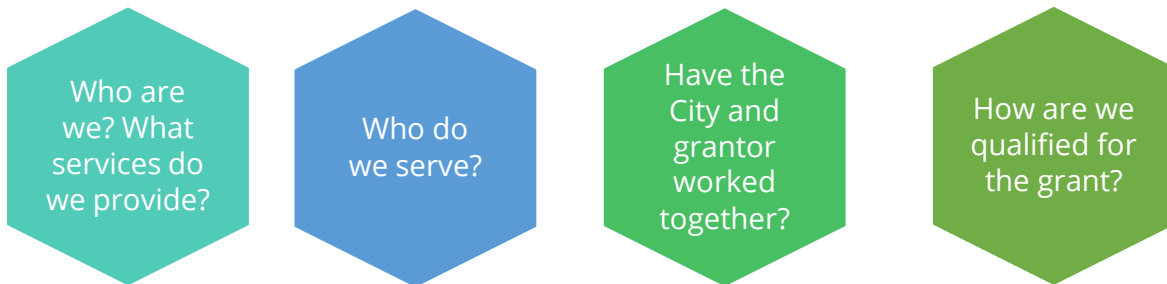 Who are
we? What
services do
we provide?
Who do
we serve?
Have the
City and
grantor
worked
together?
How are we
qualified for
the grant?